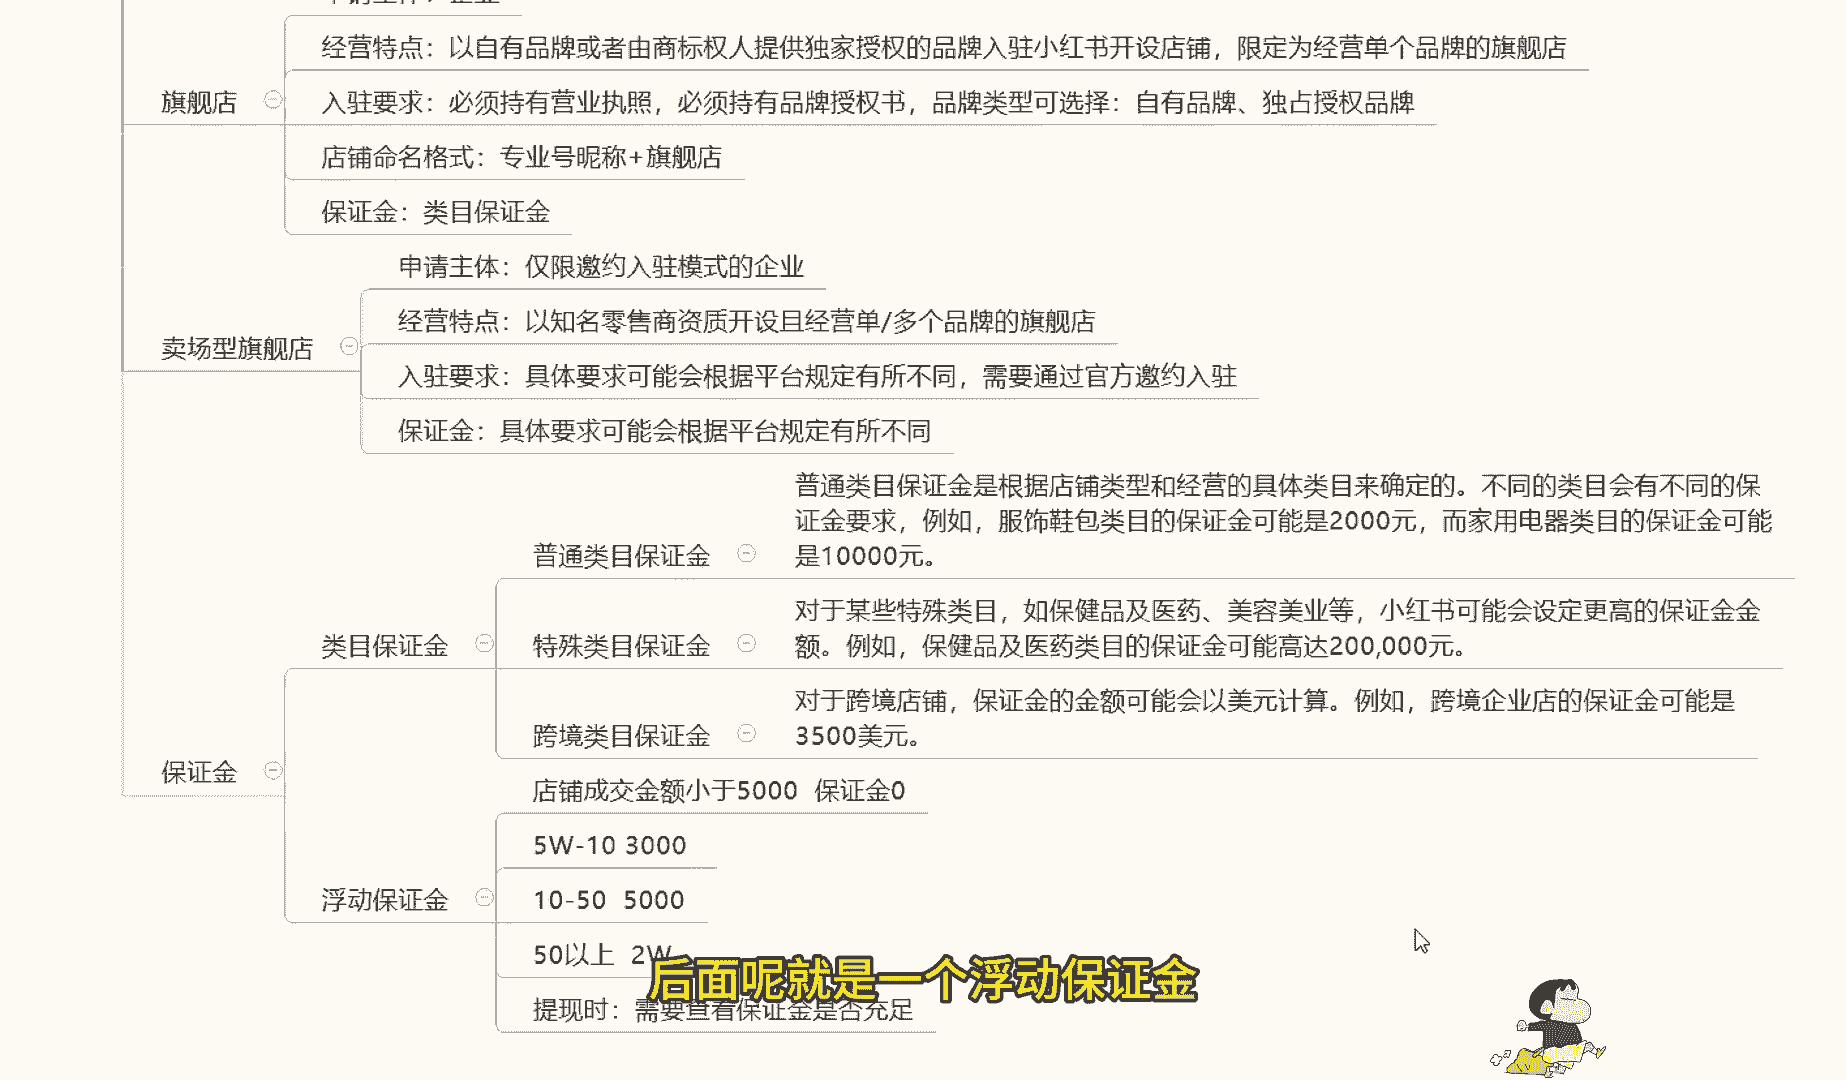 经营特点：以自有品牌或者由商标权人提供独家授权的品牌入驻小红书开设店铺，限定为经营单个品牌的旗舰店
旗舰店
入驻要求：必须持有营业执照，必须持有品牌授权书，品牌类型可选择：自有品牌、独占授权品牌
店铺命名格式：专业号昵称+旗舰店
保证金：类目保证金
申请主体：仅限邀约入驻模式的企业
经营特点：以知名零售商资质开设且经营单/多个品牌的旗舰店
卖场型旗舰店
入驻要求：具体要求可能会根据平台规定有所不同，需要通过官方邀约入驻
保证金：具体要求可能会根据平台规定有所不同
普通类目保证金是根据店铺类型和经营的具体类目来确定的。不同的类目会有不同的保
证金要求，例如，服饰鞋包类目的保证金可能是2000元，而家用电器类目的保证金可能
普通类目保证金
是10000元。
对于某些特殊类目，如保健品及医药、美容美业等，小红书可能会设定更高的保证金金
类目保证金
特殊类目保证金
额。例如，保健品及医药类目的保证金可能高达200,000元。
对于跨境店铺，保证金的金额可能会以美元计算。例如，跨境企业店的保证金可能是
跨境类目保证金
3500美元。
保证金
店铺成交金额小于5000 保证金0
5W-10 3000
浮动保证金
10-50 5000
50以上 2W
后面呢就是一个浮动保证金
提现时：需要查看保证金是否充足